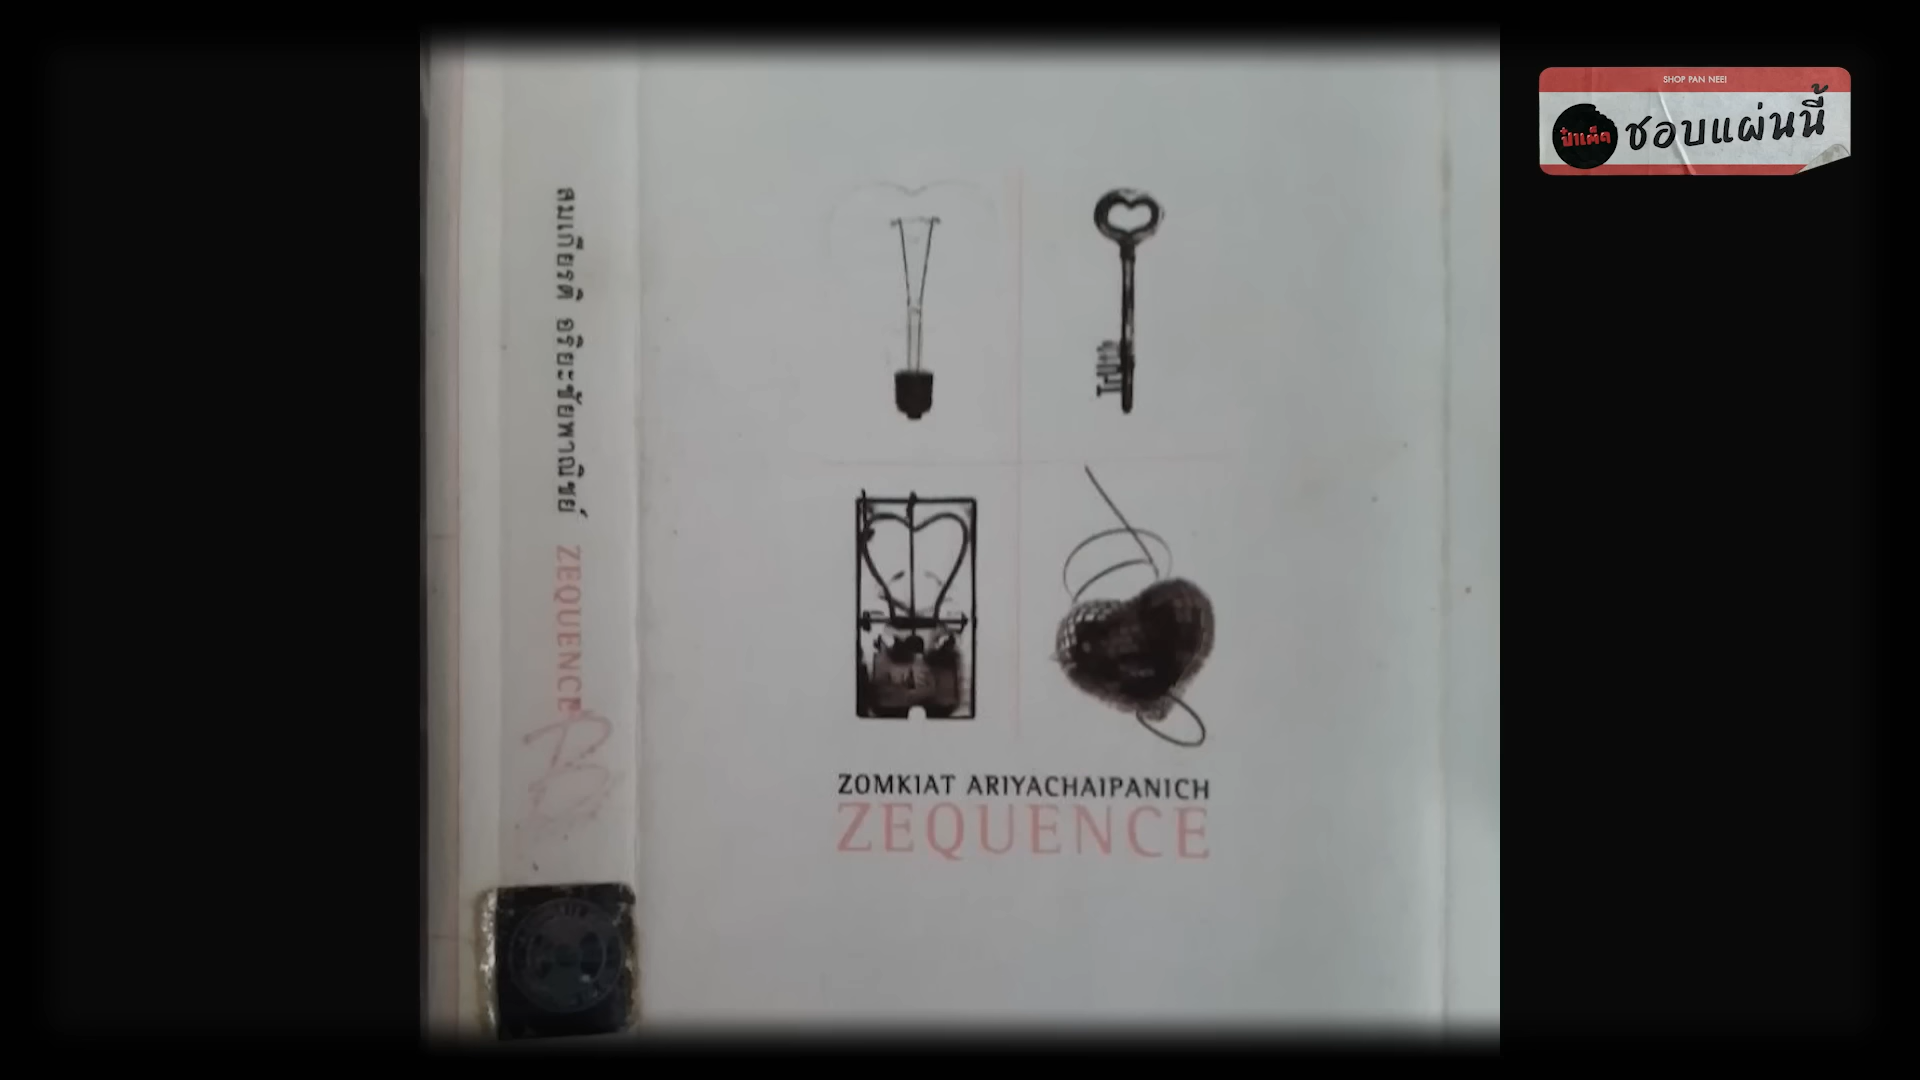 SHOP PAN NEE!
ป๋าเต็ด
ชอบแผ่นนี้
สมเกียรติ อริยะชัยพาณิชย์ ZEQUENCE
Truth
ZOMKIAT ARIYACHAIPANICH
ZEQUENCE